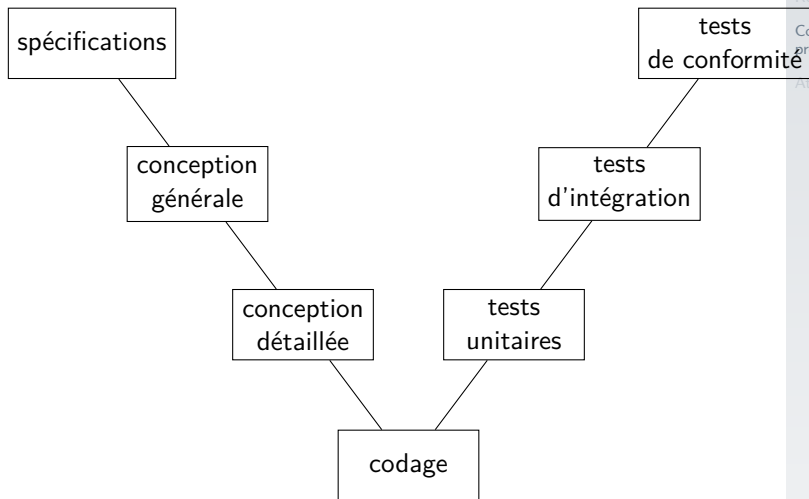 spécifications
tests
de conformité
conception
générale
tests
d'intégration
conception
détaillée
tests
unitaires
codage